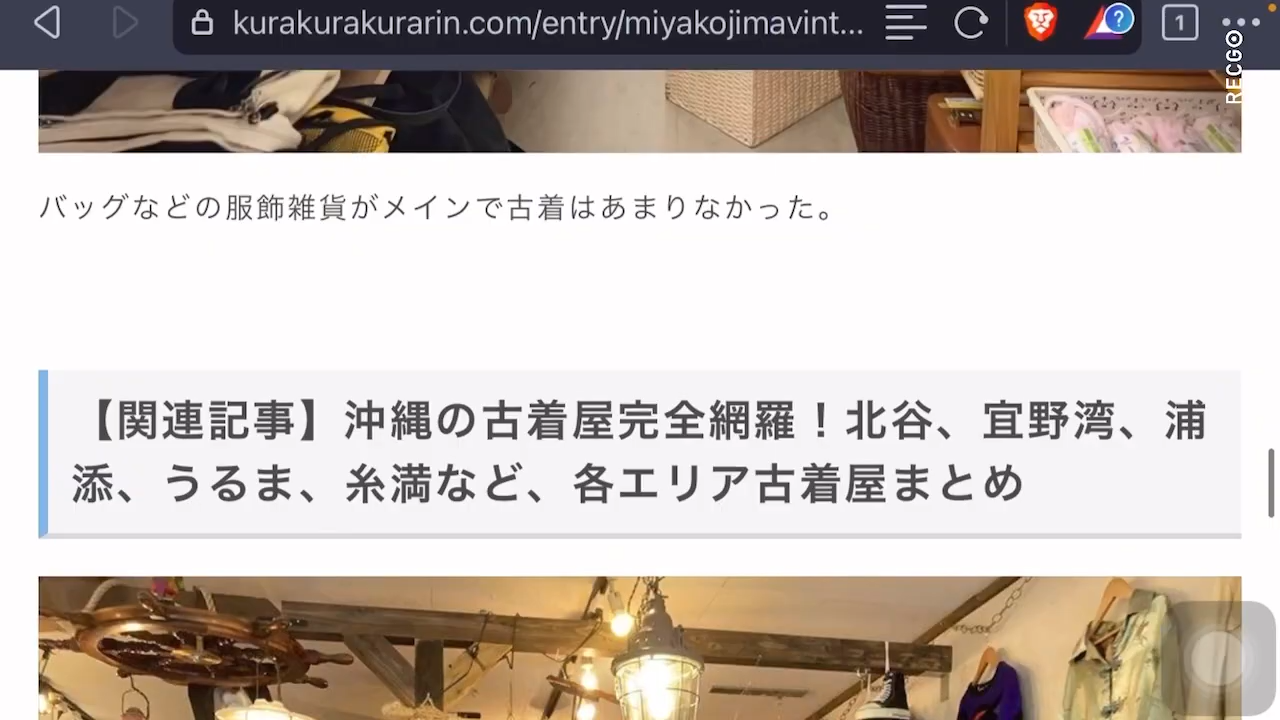 kurakurakurarin.com/entry/miyakojimavint...
?
1
RECGO
バッグなどの服飾雑貨がメインで古着はあまりなかった。
【関連記事】沖縄の古着屋完全網羅！北谷、宜野湾、浦
添、うるま、糸満など、各エリア古着屋まとめ